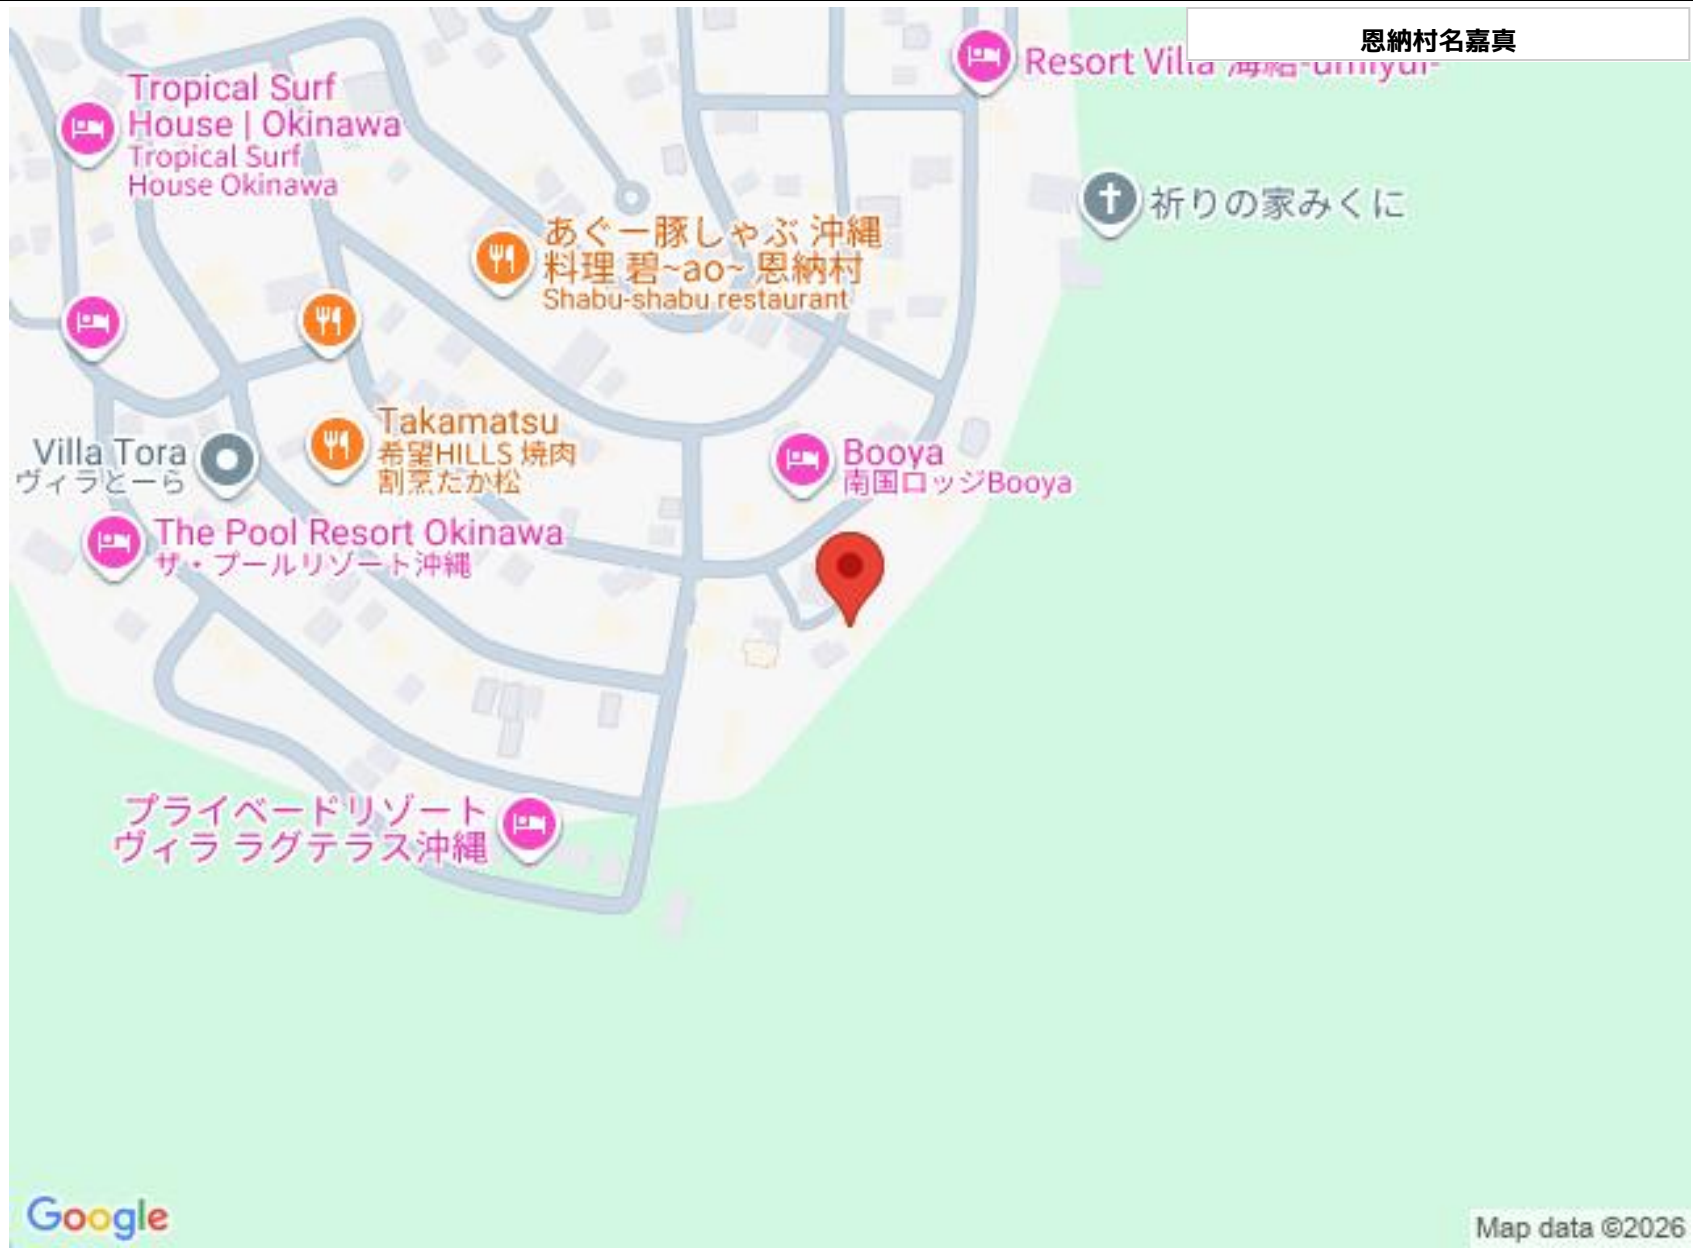 恩納村名嘉真
Resort Villa 海結-umiyui-
Tropical Surf
House | Okinawa
Tropical Surf
House Okinawa
祈りの家みくに
あぐー豚しゃぶ 沖縄
料理 碧~ao~ 恩納村
Shabu-shabu restaurant
Takamatsu
希望HILLS 焼肉
割烹たか松
Villa Tora
ヴィラとーら
Booya
南国ロッジBooya
The Pool Resort Okinawa
ザ・プールリゾート沖縄
プライベードリゾート
ヴィラ ラグテラス沖縄
Google
Map data ©2026